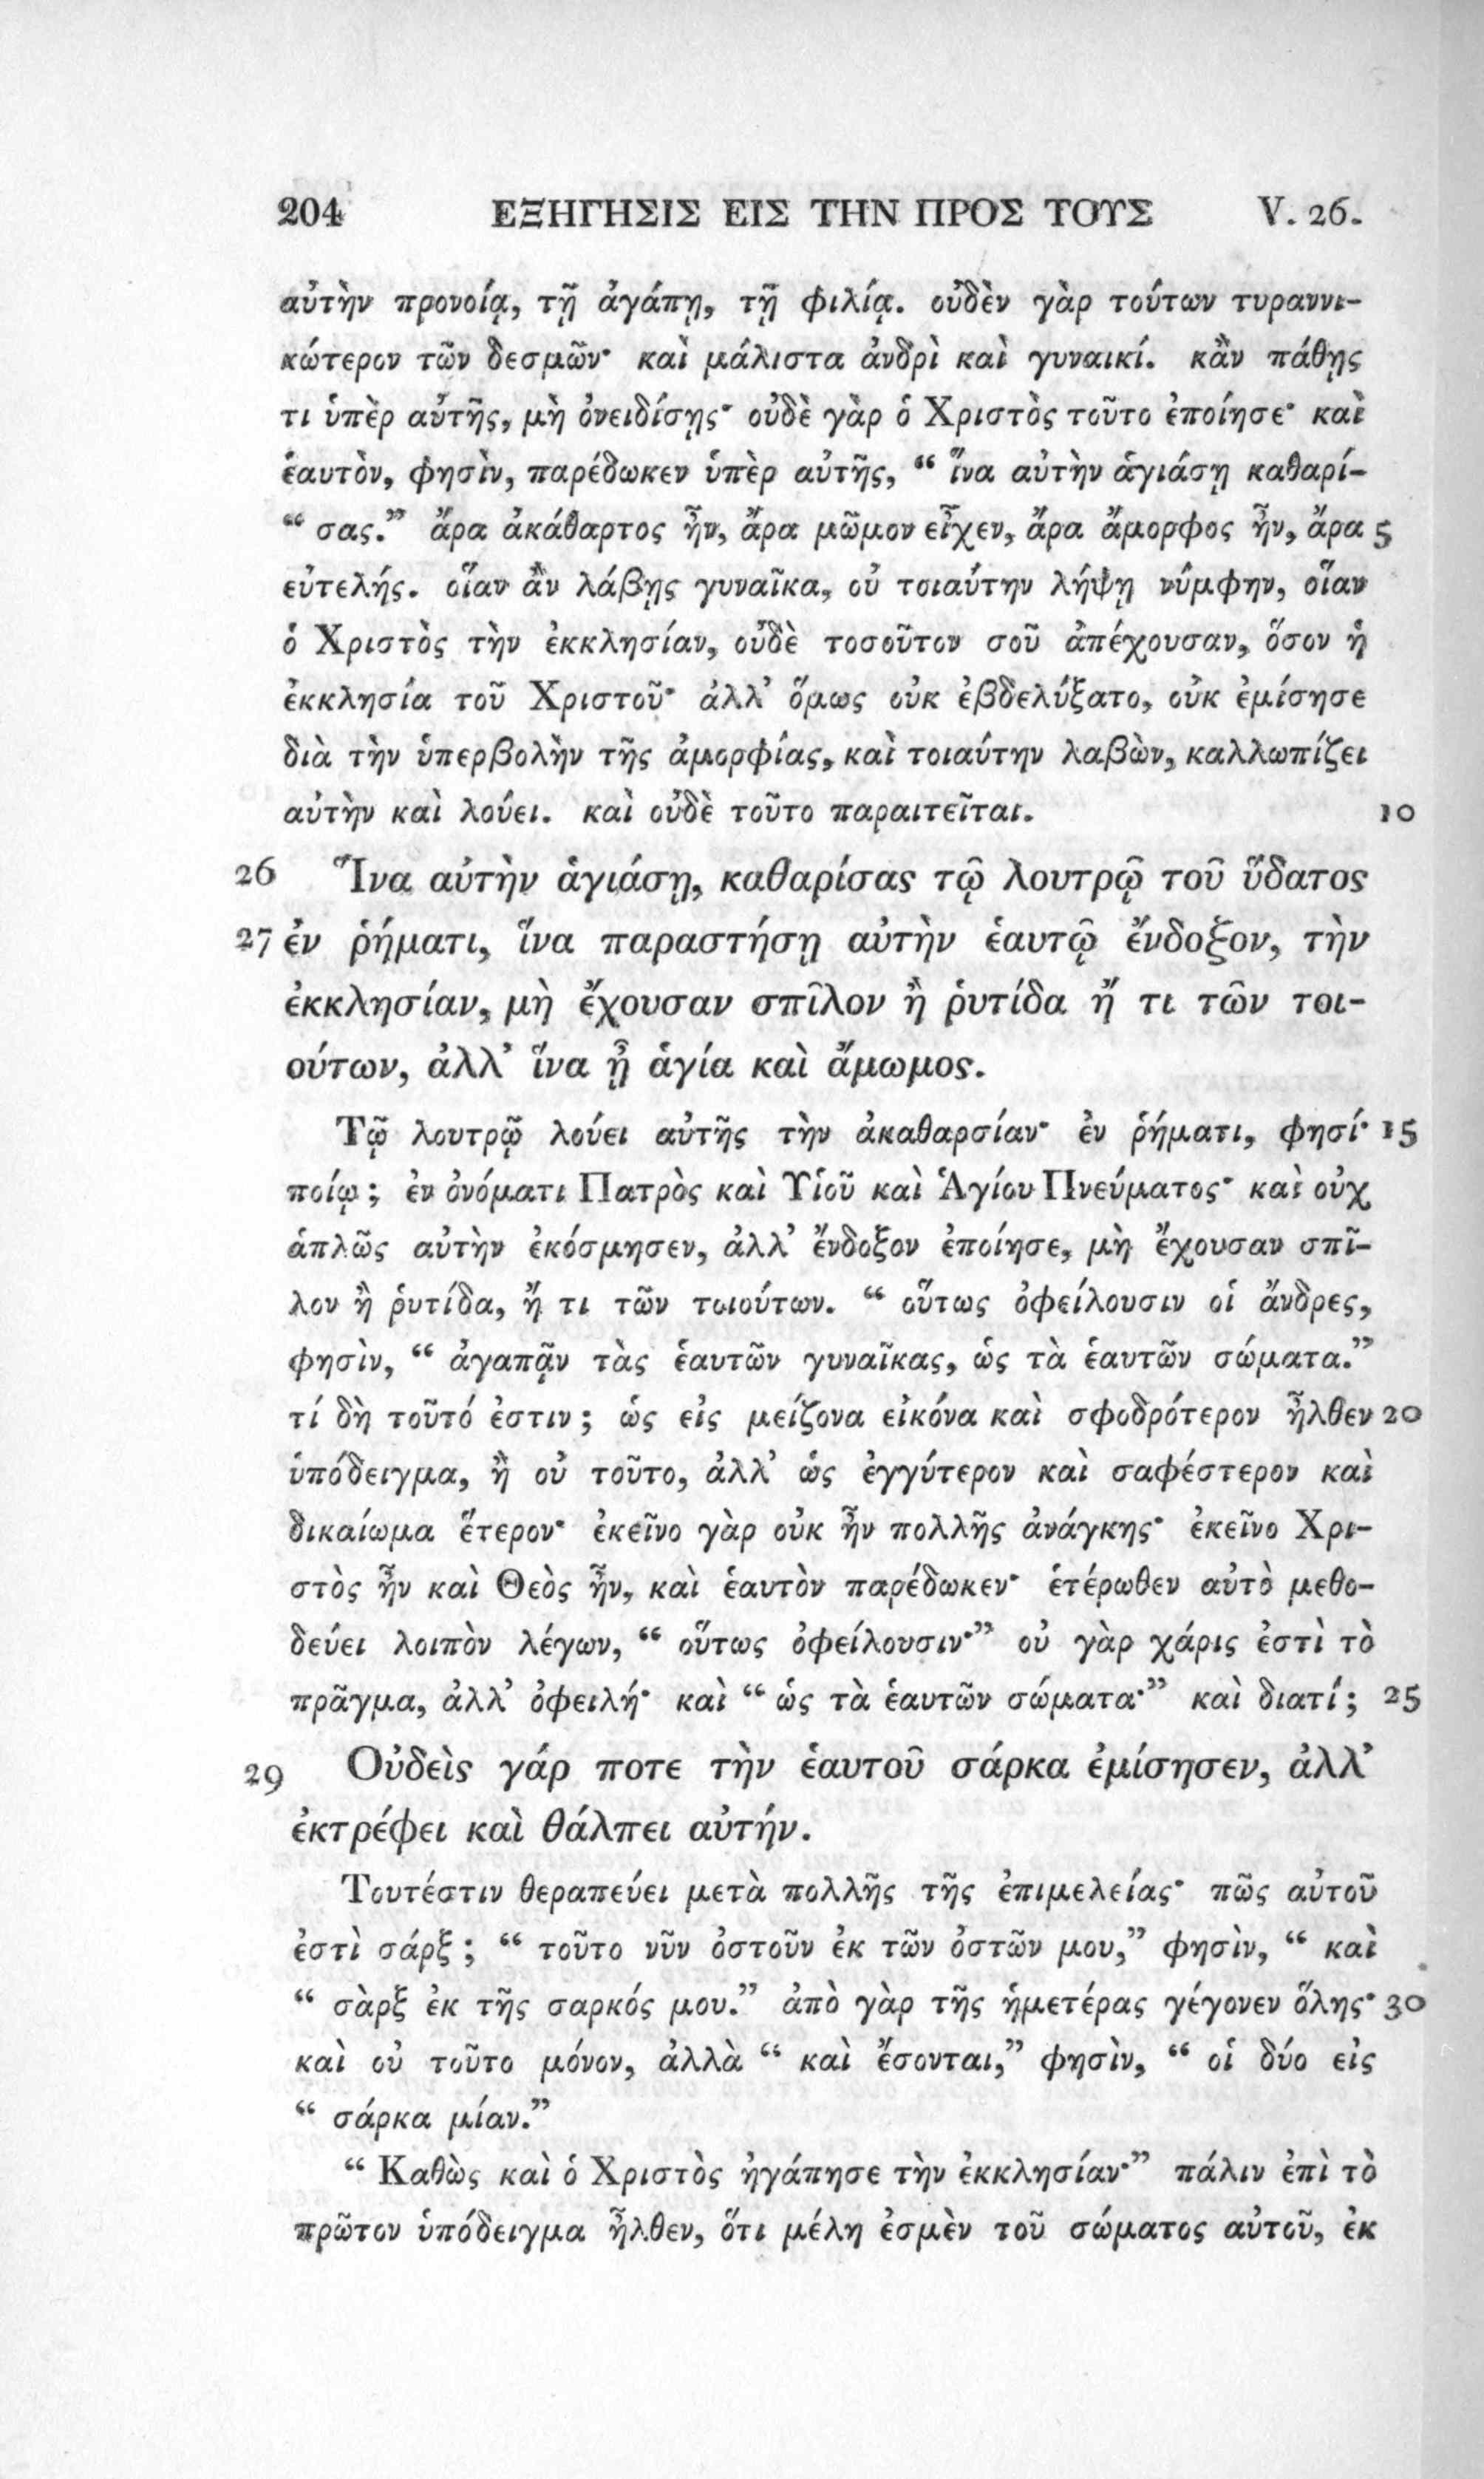 204 ΕΞΗΓΗΣΙΣ ΕΙΣ ΤΗΝ ΠΡΟΣ ΤΟΥΣ V. 26.
αὐτὴν προνοίᾳ, τῇ ἀγάπῃ, τῇ φιλίᾳ. οὐδὲν γὰρ τούτων τυραννι-
κώτερον τῶν δεσμῶν· καὶ μάλιστα ἀνδρὶ καὶ γυναικί. κἂν πάθῃς
τι ὑπὲρ αὐτῆς, μὴ ὀνειδίσῃς· οὐδὲ γὰρ ὁ Χριστὸς τοῦτο ἐποίησε· καὶ
ἑαυτὸν, φησὶν, παρέδωκεν ὑπὲρ αὐτῆς, “ ἵνα αὐτὴν ἁγιάσῃ καθαρί-
“ σας.” ἄρα ἀκάθαρτος ἦν, ἄρα μῶμον εἶχεν, ἄρα ἄμορφος ἦν, ἄρα 5
εὐτελής. οἵαν ἂν λάβῃς γυναῖκα, οὐ τοιαύτην λήψῃ νύμφην, οἵαν
ὁ Χριστὸς τὴν ἐκκλησίαν, οὐδὲ τοσοῦτον σοῦ ἀπέχουσαν, ὅσον ἡ
ἐκκλησία τοῦ Χριστοῦ· ἀλλ’ ὅμως οὐκ ἐβδελύξατο, οὐκ ἐμίσησε
διὰ τὴν ὑπερβολὴν τῆς ἀμορφίας, καὶ τοιαύτην λαβὼν, καλλωπίζει
αὐτὴν καὶ λούει. καὶ οὐδὲ τοῦτο παραιτεῖται. 10
26 Ἵνα αὐτὴν ἁγιάσῃ, καθαρίσας τῷ λουτρῷ τοῦ ὕδατος
27 ἐν ῥήματι, ἵνα παραστήσῃ αὐτὴν ἑαυτῷ ἔνδοξον, τὴν
ἐκκλησίαν, μὴ ἔχουσαν σπῖλον ἢ ῥυτίδα ἤ τι τῶν τοι-
ούτων, ἀλλ’ ἵνα ᾖ ἁγία καὶ ἄμωμος.
Τῷ λουτρῷ λούει αὐτῆς τὴν ἀκαθαρσίαν· ἐν ῥήματι, φησί· 15
ποίῳ; ἐν ὀνόματι Πατρὸς καὶ Υἱοῦ καὶ Ἁγίου Πνεύματος· καὶ οὐχ
ἁπλῶς αὐτὴν ἐκόσμησεν, ἀλλ’ ἔνδοξον ἐποίησε, μὴ ἔχουσαν σπῖ-
λον ἢ ῥυτίδα, ἤ τι τῶν τοιούτων. “ οὕτως ὀφείλουσιν οἱ ἄνδρες,
φησὶν, “ ἀγαπᾷν τὰς ἑαυτῶν γυναῖκας, ὡς τὰ ἑαυτῶν σώματα.”
τί δὴ τοῦτό ἐστιν; ὡς εἰς μείζονα εἰκόνα καὶ σφοδρότερον ἦλθεν 20
ὑπόδειγμα, ἢ οὐ τοῦτο, ἀλλ’ ὡς ἐγγύτερον καὶ σαφέστερον καὶ
δικαίωμα ἕτερον· ἐκεῖνο γὰρ οὐκ ἦν πολλῆς ἀνάγκης· ἐκεῖνο Χρι-
στὸς ἦν καὶ Θεὸς ἦν, καὶ ἑαυτὸν παρέδωκεν· ἑτέρωθεν αὐτὸ μεθο-
δεύει λοιπὸν λέγων, “ οὕτως ὀφείλουσιν·” οὐ γὰρ χάρις ἐστὶ τὸ
πρᾶγμα, ἀλλ’ ὀφειλή· καὶ “ ὡς τὰ ἑαυτῶν σώματα·” καὶ διατί; 25
29 Οὐδεὶς γάρ ποτε τὴν ἑαυτοῦ σάρκα ἐμίσησεν, ἀλλ’
ἐκτρέφει καὶ θάλπει αὐτήν.
Τουτέστιν θεραπεύει μετὰ πολλῆς τῆς ἐπιμελείας· πῶς αὐτοῦ
ἐστὶ σάρξ; “ τοῦτο νῦν ὀστοῦν ἐκ τῶν ὀστῶν μου,” φησὶν, “ καὶ
“ σὰρξ ἐκ τῆς σαρκός μου.” ἀπὸ γὰρ τῆς ἡμετέρας γέγονεν ὅλης· 30
καὶ οὐ τοῦτο μόνον, ἀλλὰ “ καὶ ἔσονται,” φησὶν, “ οἱ δύο εἰς
“ σάρκα μίαν.”
“ Καθὼς καὶ ὁ Χριστὸς ἠγάπησε τὴν ἐκκλησίαν·” πάλιν ἐπὶ τὸ
πρῶτον ὑπόδειγμα ἦλθεν, ὅτι μέλη ἐσμὲν τοῦ σώματος αὐτοῦ, ἐκ